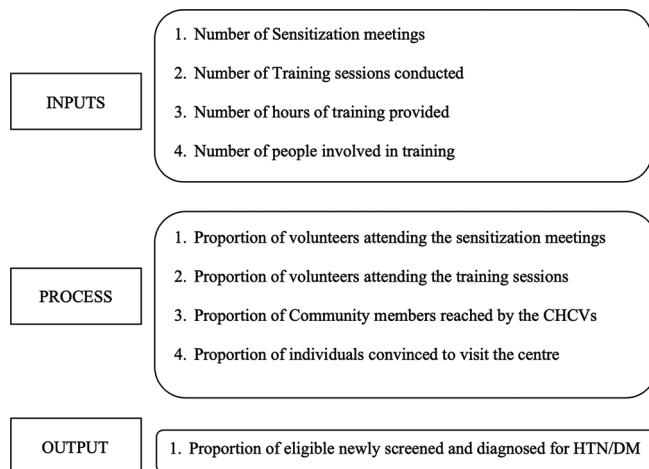 INPUTS
1. Number of Sensitization meetings
2. Number of Training sessions conducted
3. Number of hours of training provided
4. Number of people involved in training
PROCESS
1. Proportion of volunteers attending the sensitization meetings
2. Proportion of volunteers attending the training sessions
3. Proportion of Community members reached by the CHCVs
4. Proportion of individuals convinced to visit the centre
OUTPUT
1. Proportion of eligible newly screened and diagnosed for HTN/DM